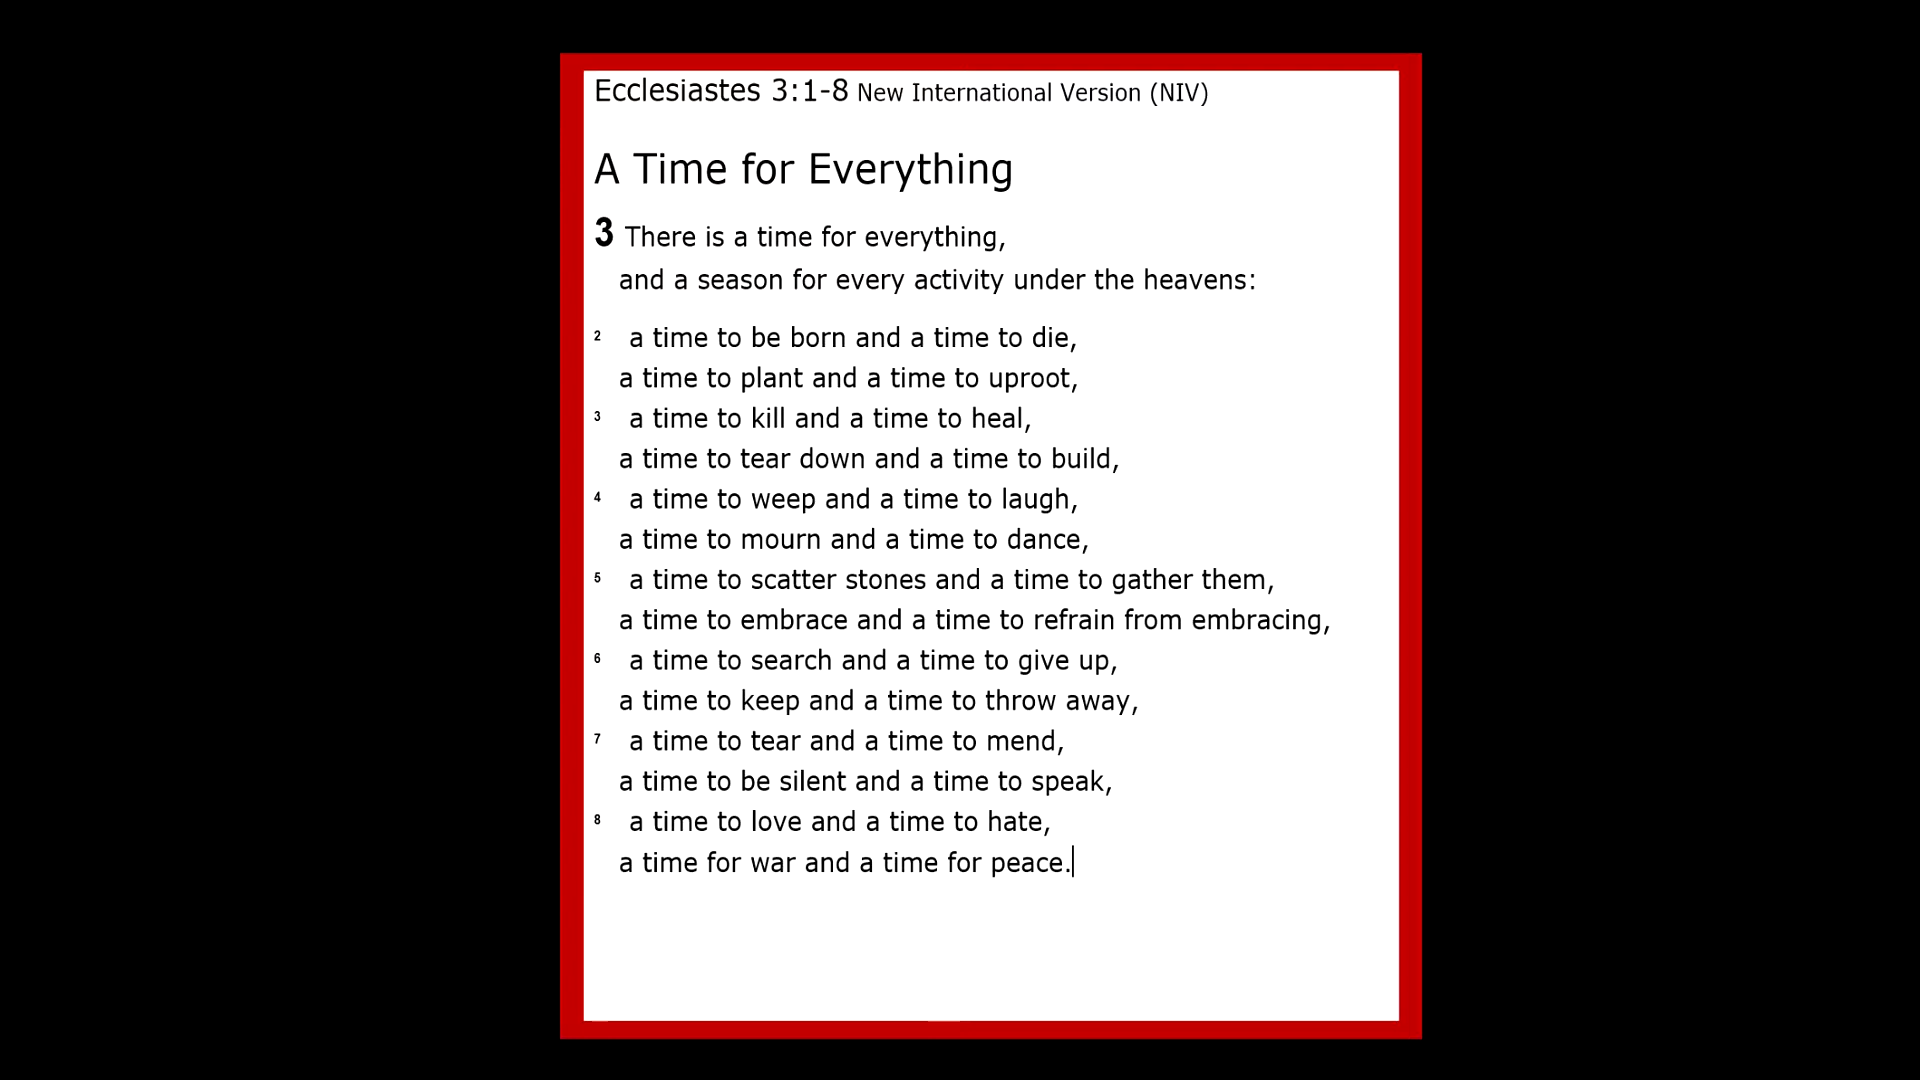 Ecclesiastes 3:1-8 New International Version (NIV)
A Time for Everything
3 There is a time for everything,
and a season for every activity under the heavens:
2 a time to be born and a time to die,
a time to plant and a time to uproot,
3 a time to kill and a time to heal,
a time to tear down and a time to build,
4 a time to weep and a time to laugh,
a time to mourn and a time to dance,
5 a time to scatter stones and a time to gather them,
a time to embrace and a time to refrain from embracing,
6 a time to search and a time to give up,
a time to keep and a time to throw away,
7 a time to tear and a time to mend,
a time to be silent and a time to speak,
8 a time to love and a time to hate,
a time for war and a time for peace.